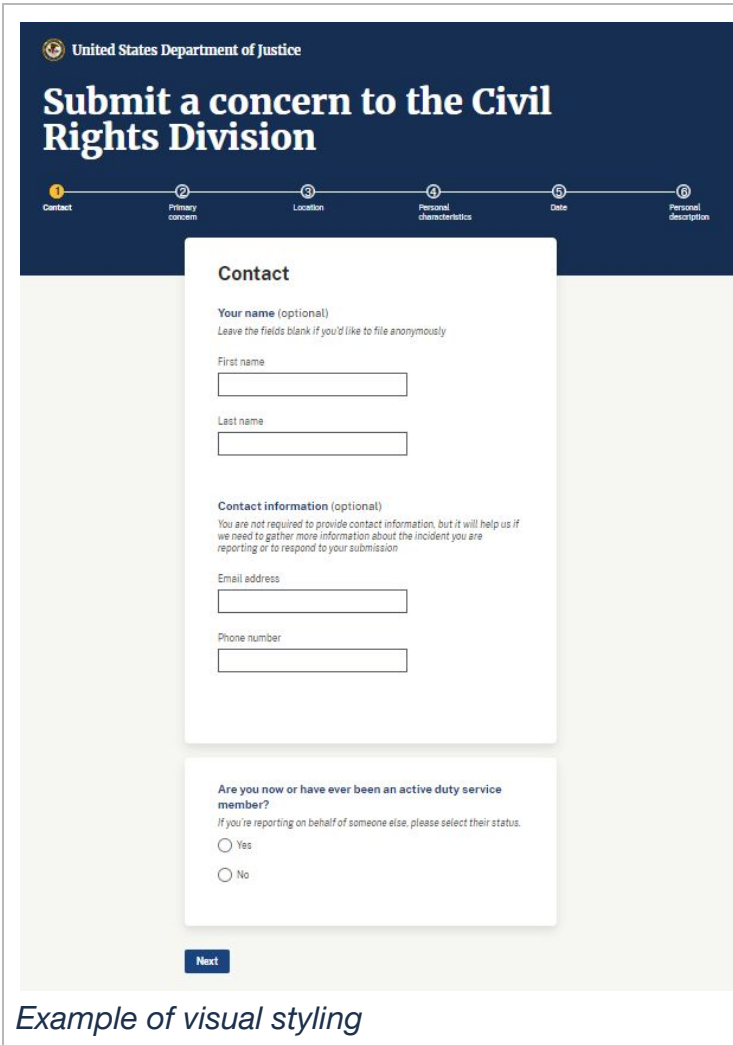 United States Department of Justice
Submit a concern to the Civil
Rights Division
1
2
3
4
5
6
Contact
Primary
concern
Location
Personal
characteristics
Date
Personal
description
Contact
Your name (optional)
Leave the fields blank if you'd like to file anonymously
First name
Last name
Contact information (optional)
You are not required to provide contact information, but it will help us if
we need to gather more information about the incident you are
reporting or to respond to your submission
Email address
Phone number
Are you now or have ever been an active duty service
member?
If you're reporting on behalf of someone else, please select their status.
Yes
No
Next
Example of visual styling